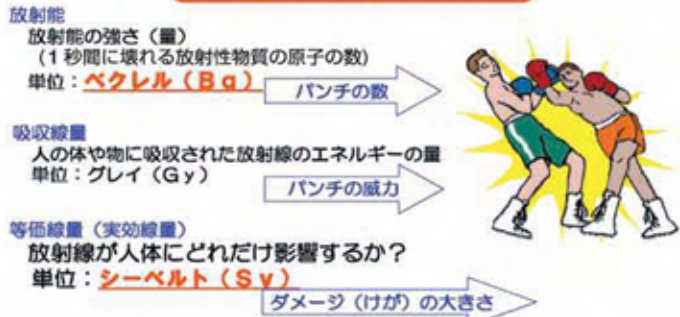 放射能
放射能の強さ（量）
(１秒間に壊れる放射性物質の原子の数)
単位：ベクレル（Ｂｑ）
パンチの数
吸収線量
人の体や物に吸収された放射線のエネルギーの量
単位：グレイ（Ｇｙ）
パンチの威力
等価線量（実効線量）
放射線が人体にどれだけ影響するか？
単位：シーベルト（Ｓｖ）
ダメージ（けが）の大きさ